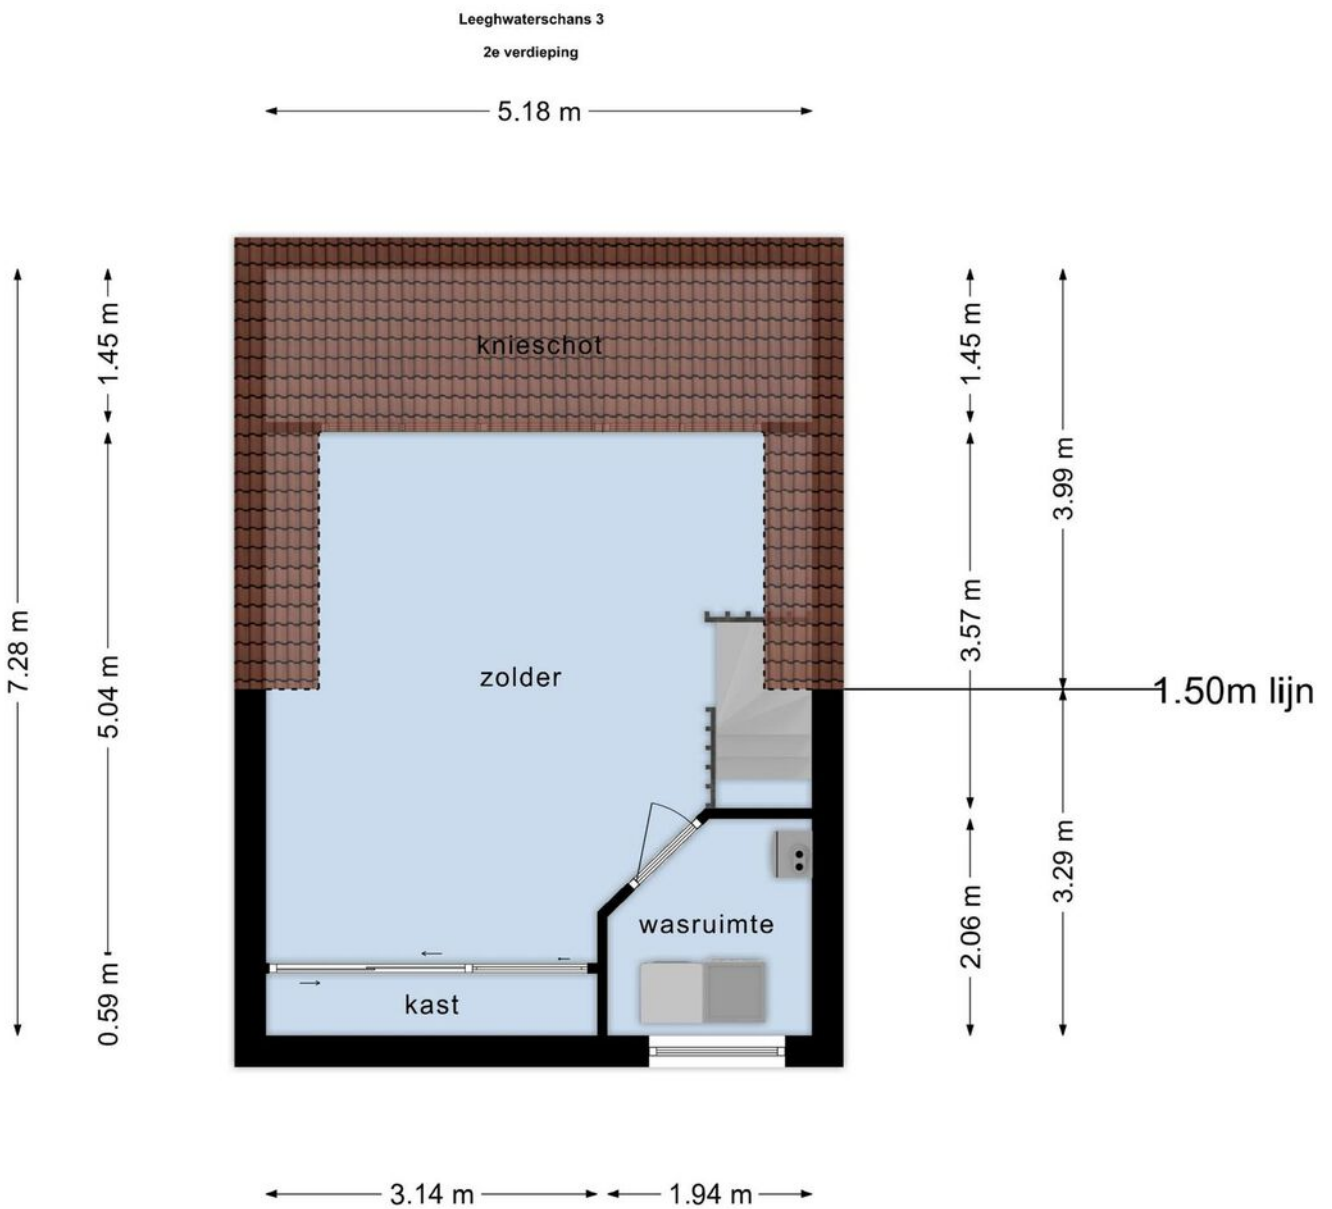 Leeghwaterschans 3
2e verdieping
5.18 m
knieschot
1.45 m
1.45 m
3.99 m
7.28 m
5.04 m
zolder
3.57 m
1.50m lijn
3.29 m
wasruimte
2.06 m
0.59 m
kast
3.14 m
1.94 m